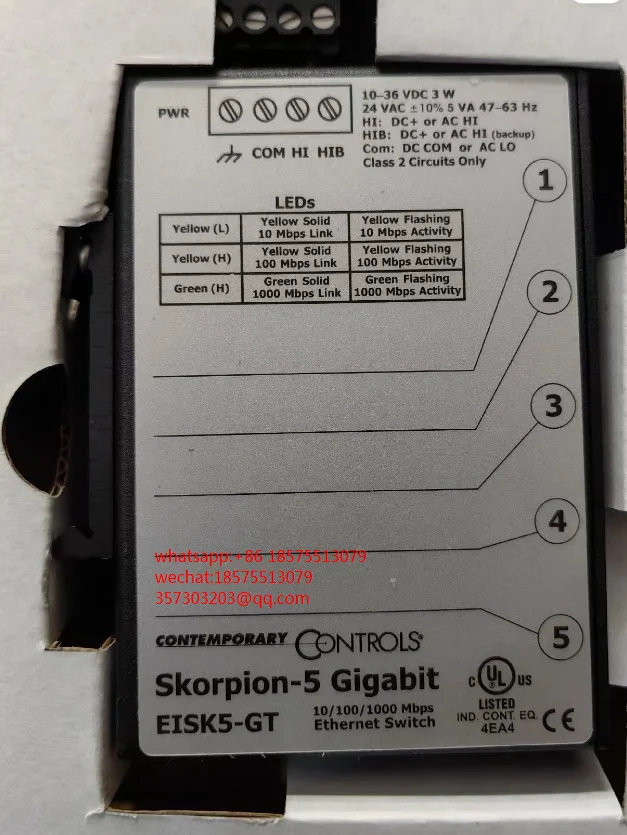 PWR
10–36 VDC 3 W
24 VAC ±10% 5 VA 47–63 Hz
HI: DC+ or AC HI
HIB: DC+ or AC HI (backup)
Com: DC COM or AC LO
Class 2 Circuits Only
COM HI HIB
1
LEDs
Yellow (L) Yellow Solid 10 Mbps Link Yellow Flashing 10 Mbps Activity
Yellow (H) Yellow Solid 100 Mbps Link Yellow Flashing 100 Mbps Activity
Green (H) Green Solid 1000 Mbps Link Green Flashing 1000 Mbps Activity
2
3
4
whatsapp:+86 18575513079
wechat:18575513079
357303203@qq.com
5
CONTEMPORARY CONTROLS®
Skorpion-5 Gigabit
EISK5-GT
10/100/1000 Mbps
Ethernet Switch
C UL US
LISTED
IND. CONT. EQ.
4EA4
CE